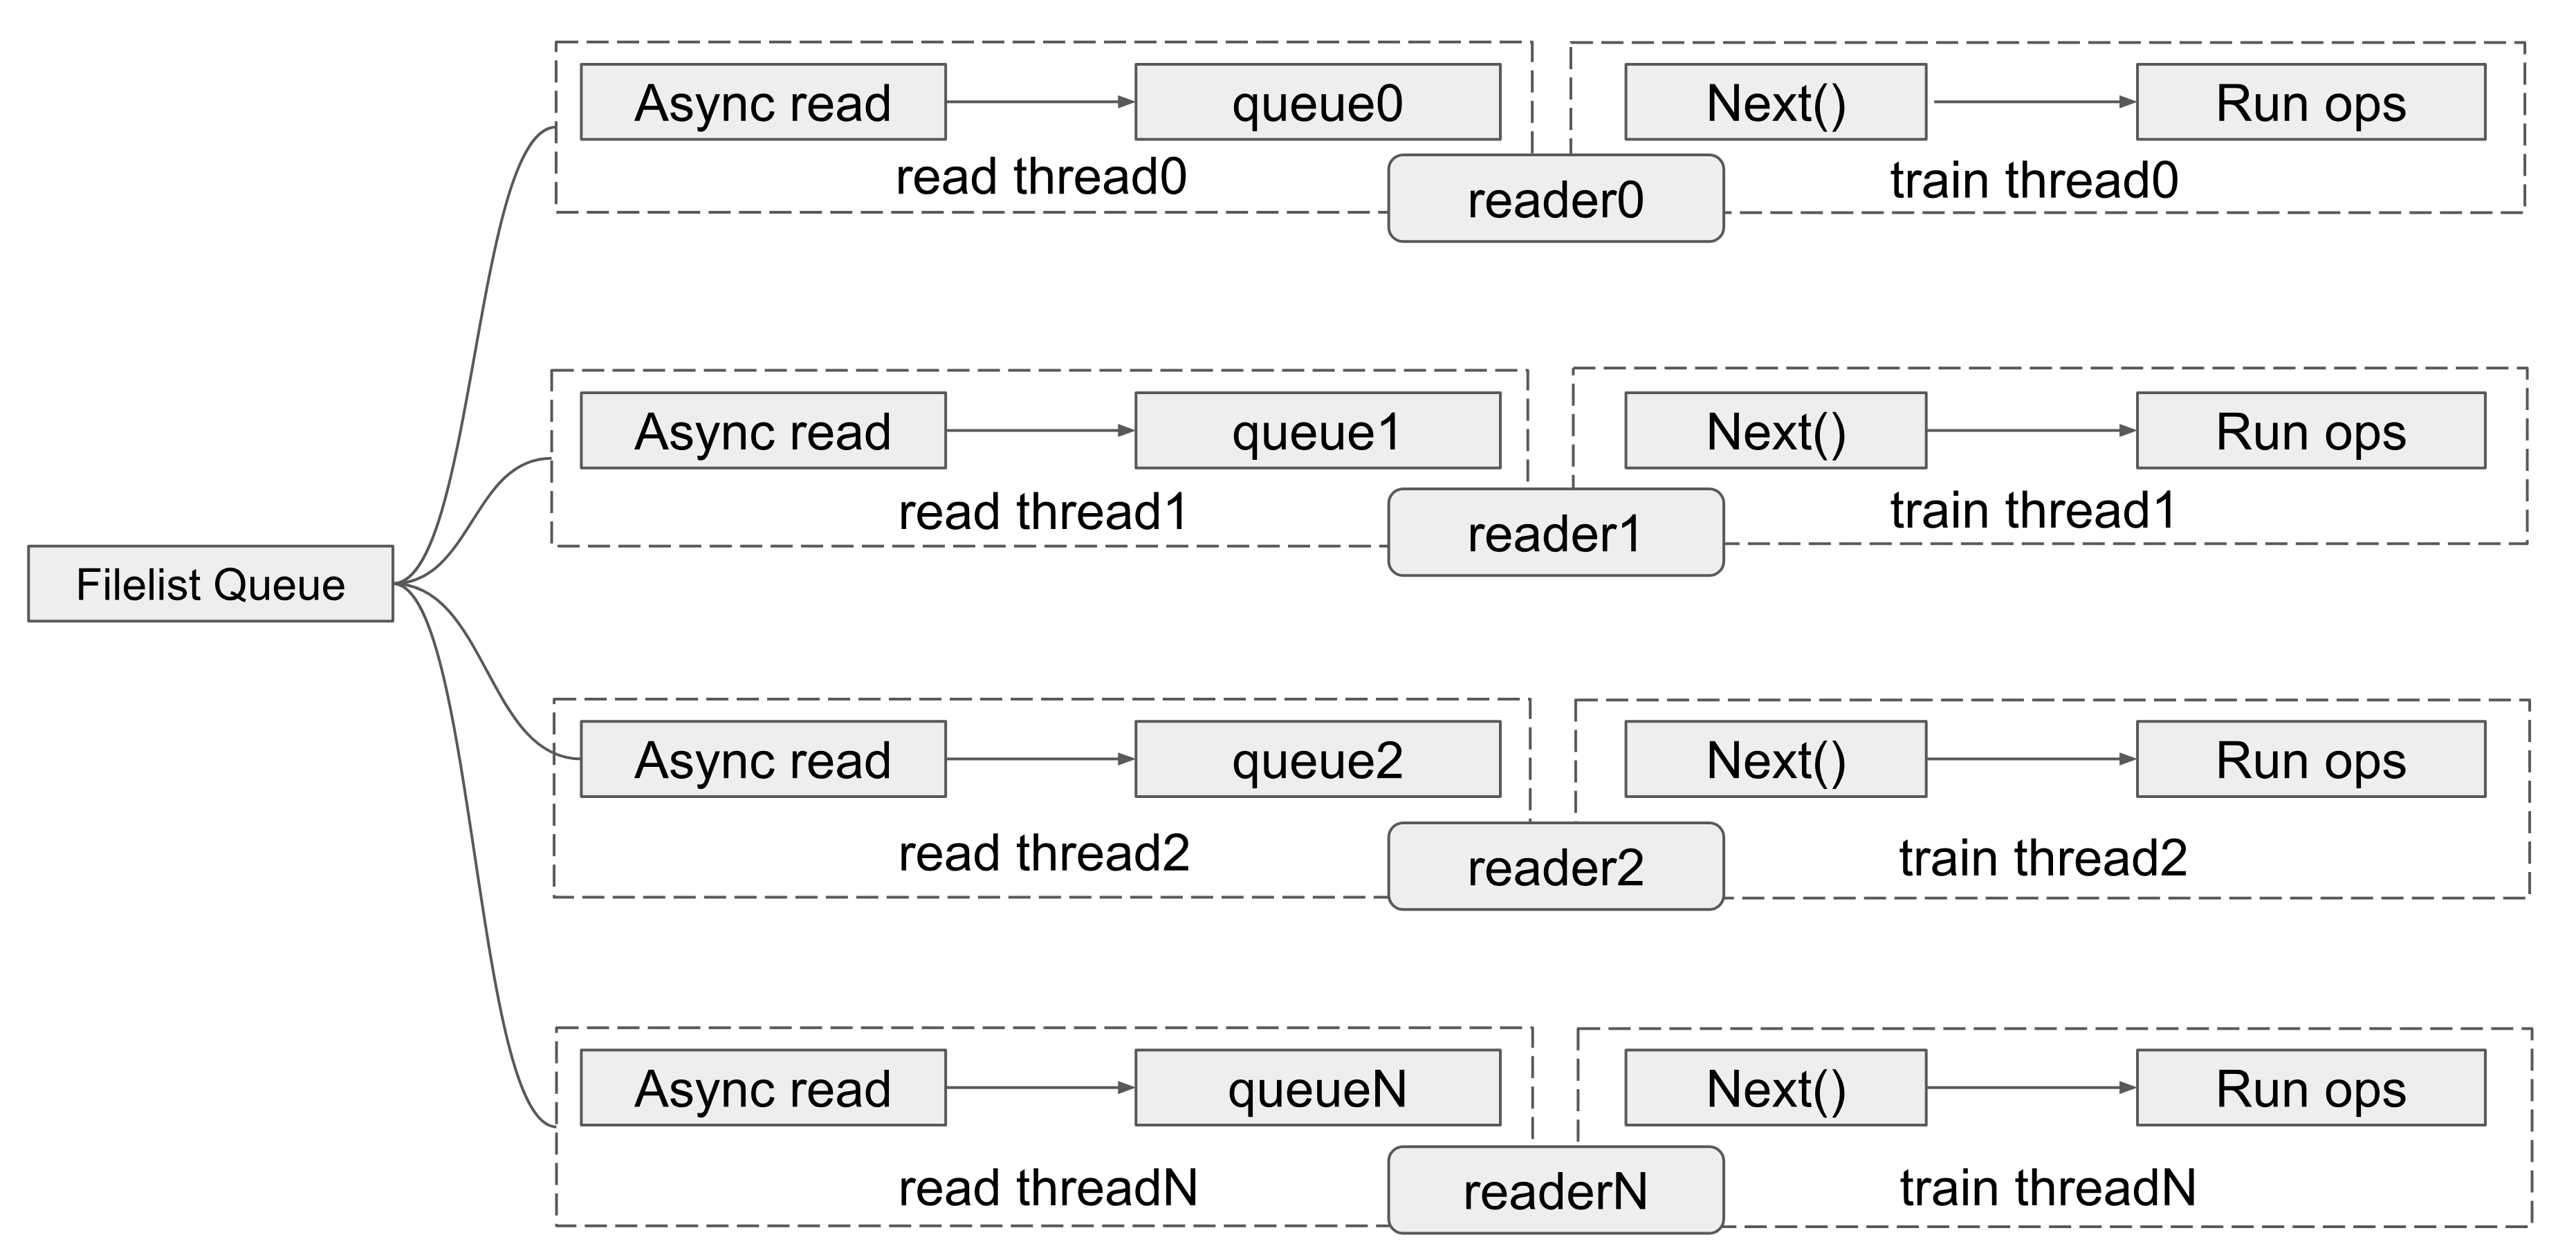 Async read
queue0
Next()
Run ops
read thread0
reader0
train thread0
Async read
queue1
Next()
Run ops
read thread1
reader1
train thread1
Filelist Queue
Async read
queue2
Next()
Run ops
read thread2
reader2
train thread2
Async read
queueN
Next()
Run ops
read threadN
readerN
train threadN